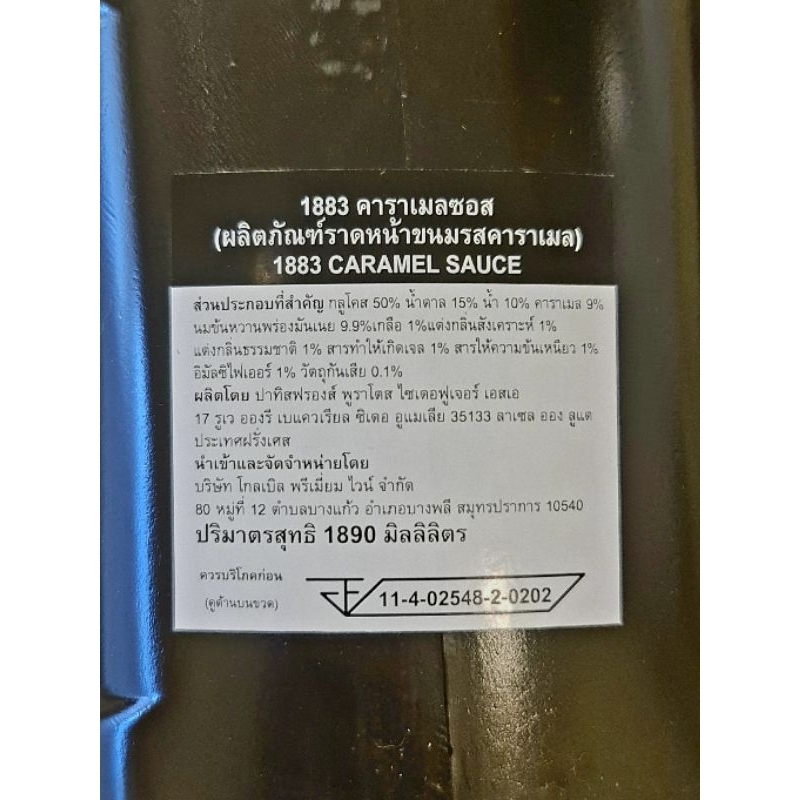 1883 คาราเมลซอส
(ผลิตภัณฑ์ราดหน้าขนมรสคาราเมล)
1883 CARAMEL SAUCE
ส่วนประกอบที่สำคัญ กลูโคส 50% น้ำตาล 15% น้ำ 10% คาราเมล 9%
นมข้นหวานพร่องมันเนย 9.9%เกลือ 1%แต่งกลิ่นสังเคราะห์ 1%
แต่งกลิ่นธรรมชาติ 1% สารทำให้เกิดเจล 1% สารให้ความข้นเหนียว 1%
อิมัลซิไฟเออร์ 1% วัตถุกันเสีย 0.1%
ผลิตโดย ปาทิสฟรองส์ พูราโตส ไซเดอฟูเจอร์ เอสเอ
17 รูเว อองรี เบแควเรียล ซิเตอ อูแมเลีย 35133 ลาเซล ออง ลูแต
ประเทศฝรั่งเศส
นำเข้าและจัดจำหน่ายโดย
บริษัท โกลเบิล พรีเมี่ยม ไวน์ จำกัด
80 หมู่ที่ 12 ตำบลบางแก้ว อำเภอบางพลี สมุทรปราการ 10540
ปริมาตรสุทธิ 1890 มิลลิลิตร
ควรบริโภคก่อน
(ดูด้านบนขวด)
11-4-02548-2-0202